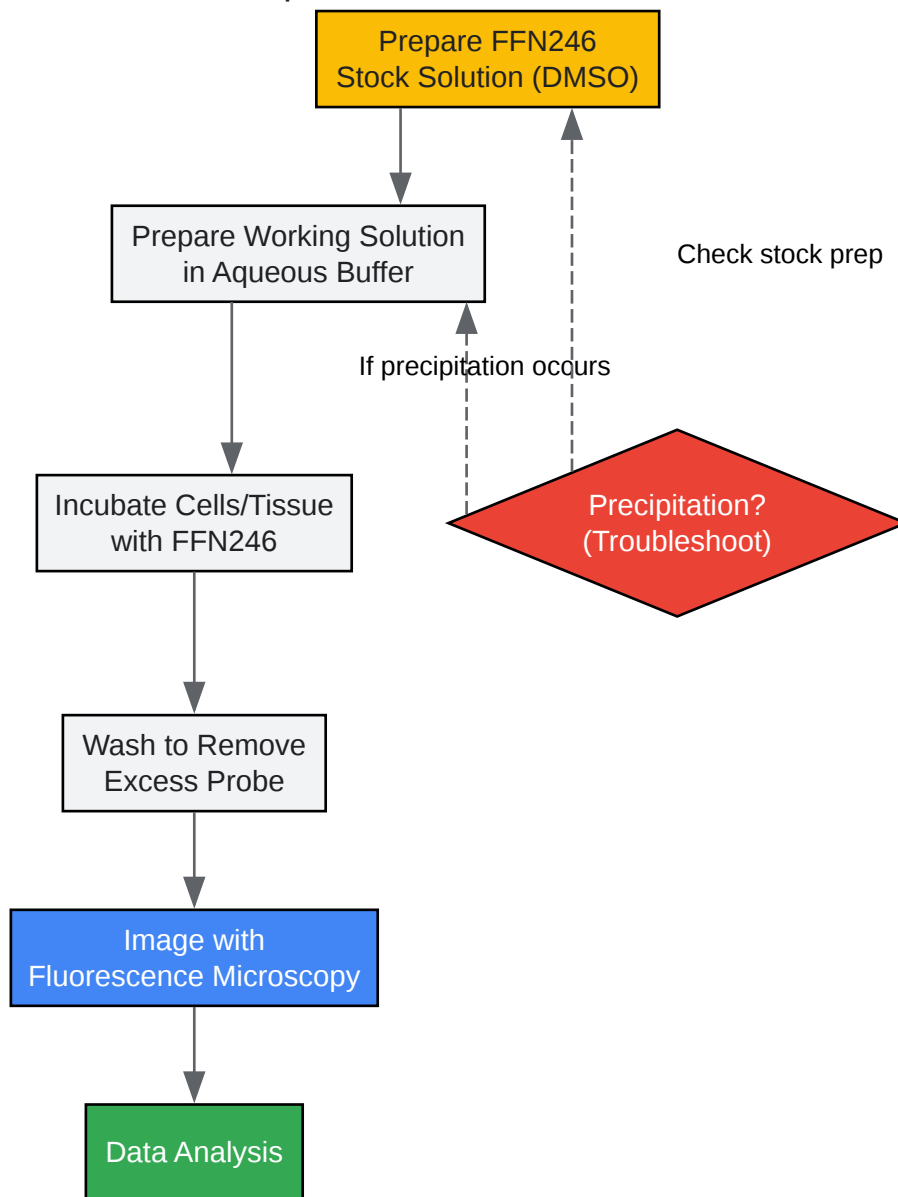 Prepare FFN246
Stock Solution (DMSO)
Prepare Working Solution
in Aqueous Buffer
Check stock prep
If precipitation occurs
Incubate Cells/Tissue
with FFN246
Precipitation?
(Troubleshoot)
Wash to Remove
Excess Probe
Image with
Fluorescence Microscopy
Data Analysis